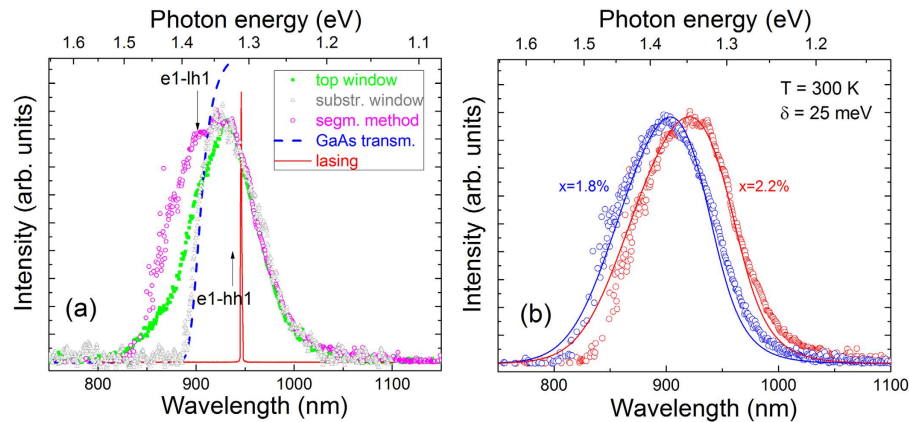 Photon energy (eV)
1.6 1.5 1.4 1.3 1.2 1.1
e1-lh1
top window
substr. window
segm. method
GaAs transm.
lasing
e1-hh1
(a)
Intensity (arb. units)
800 900 1000 1100
Wavelength (nm)
Photon energy (eV)
1.6 1.5 1.4 1.3 1.2
T = 300 K
δ = 25 meV
x=1.8%
x=2.2%
(b)
Intensity (arb. units)
800 900 1000 1100
Wavelength (nm)